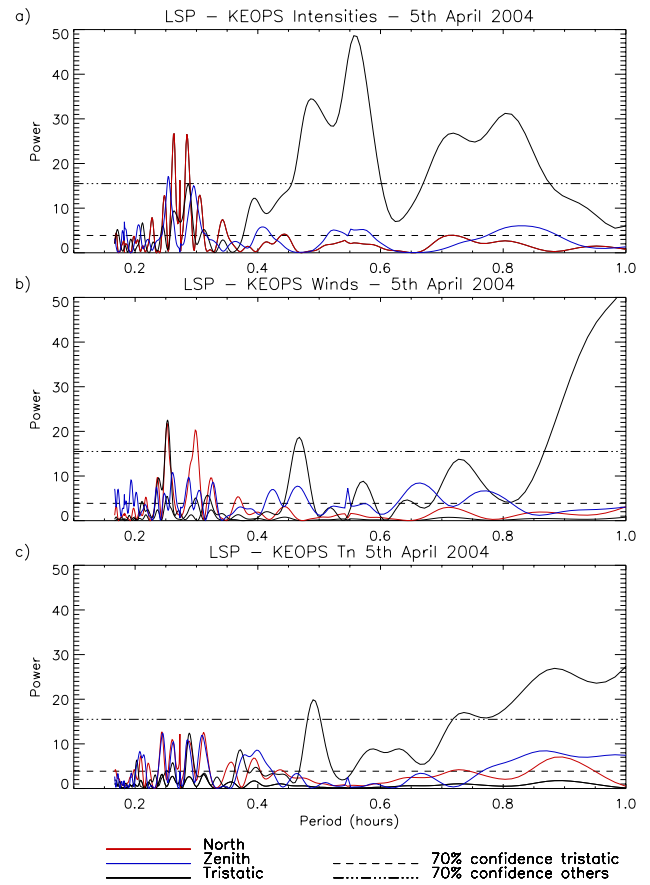 a)
LSP – KEOPS Intensities – 5th April 2004
50
40
30
20
10
0
Power
0.2 0.4 0.6 0.8 1.0
b)
LSP – KEOPS Winds – 5th April 2004
50
40
30
20
10
0
Power
0.2 0.4 0.6 0.8 1.0
c)
LSP – KEOPS Tn 5th April 2004
50
40
30
20
10
0
Power
0.2 0.4 0.6 0.8 1.0
Period (hours)
North
Zenith
Tristatic
70% confidence tristatic
70% confidence others